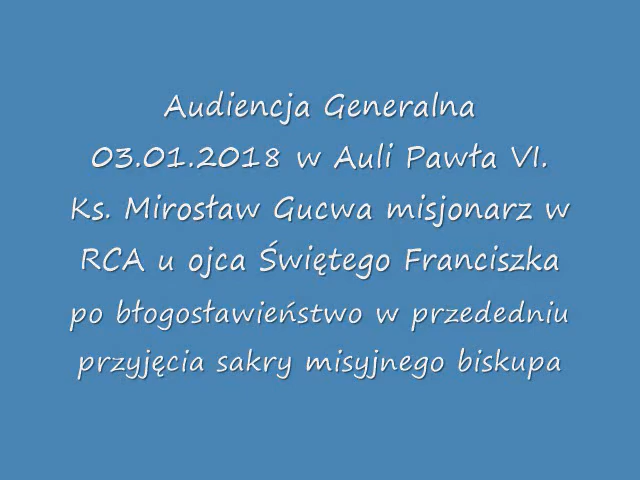 Audiencja Generalna
03.01.2018 w Auli Pawła VI.
Ks. Mirosław Gucwa misjonarz w
RCA u ojca Świętego Franciszka
po błogosławieństwo w przededniu
przyjęcia sakry misyjnego biskupa